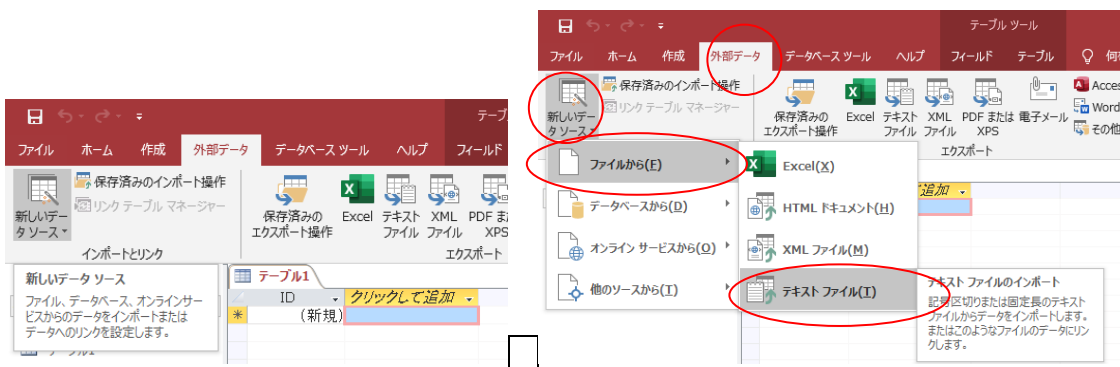 テーブ
ファイル ホーム 作成 外部データ データベース ツール ヘルプ フィールド
新しいデー
タ ソース
保存済みのインポート操作
リンク テーブル マネージャー
インポートとリンク
保存済みの
エクスポート操作
Excel
テキスト
ファイル
XML
ファイル
PDF また
XPS
エクスポート
新しいデータ ソース
ファイル、データベース、オンラインサー
ビスからのデータをインポートまたは
データへのリンクを設定します。
テーブル1
テーブル1
ID クリックして追加
(新規)
テーブル ツール
ファイル ホーム 作成 外部データ データベース ツール ヘルプ フィールド テーブル 何
新しいデー
タ ソース
保存済みのインポート操作
リンク テーブル マネージャー
保存済みの
エクスポート操作
Excel
テキスト
ファイル
XML
ファイル
PDF または
XPS
電子メール
Acces
Word
その他
エクスポート
ファイルから(F)
データベースから(D)
オンライン サービスから(O)
他のソースから(T)
Excel(X)
HTML ドキュメント(H)
XML ファイル(M)
テキスト ファイル(T)
追加
テキスト ファイルのインポート
記号区切りまたは固定長のテキスト
ファイルからデータをインポートします。
またはこのようなファイルのデータにリン
クします。